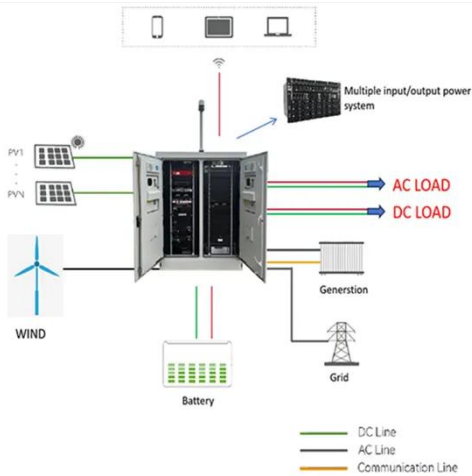 Multiple input/output power
system
PV1
PVN
AC LOAD
DC LOAD
WIND
Generstion
Battery
Grid
DC Line
AC Line
Communication Line